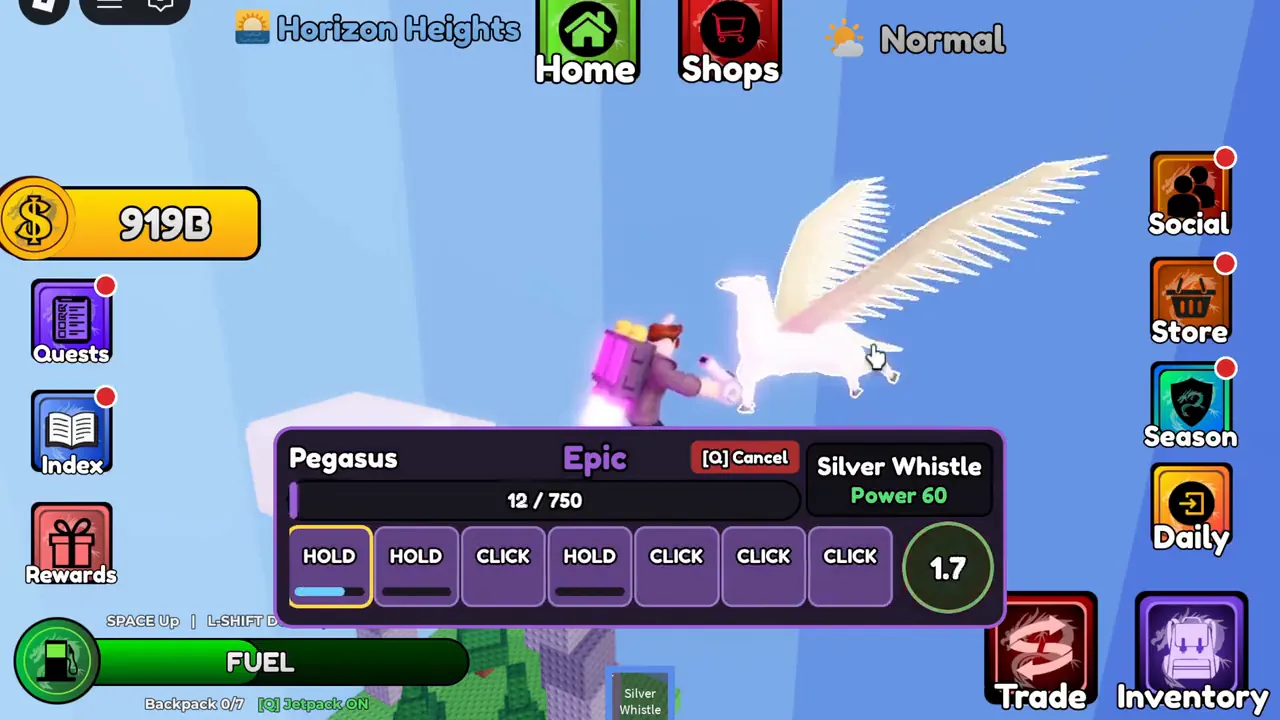 Horizon Heights
Home
Shops
Normal
919B
Social
Quests
Store
Index
Season
Pegasus
Epic
[Q] Cancel
Silver Whistle
Power 60
12 / 750
HOLD
HOLD
CLICK
HOLD
CLICK
CLICK
CLICK
1.7
Daily
Rewards
SPACE Up | L-SHIFT D
FUEL
Backpack 0/7 [Q] Jetpack ON
Silver
Whistle
Trade
Inventory